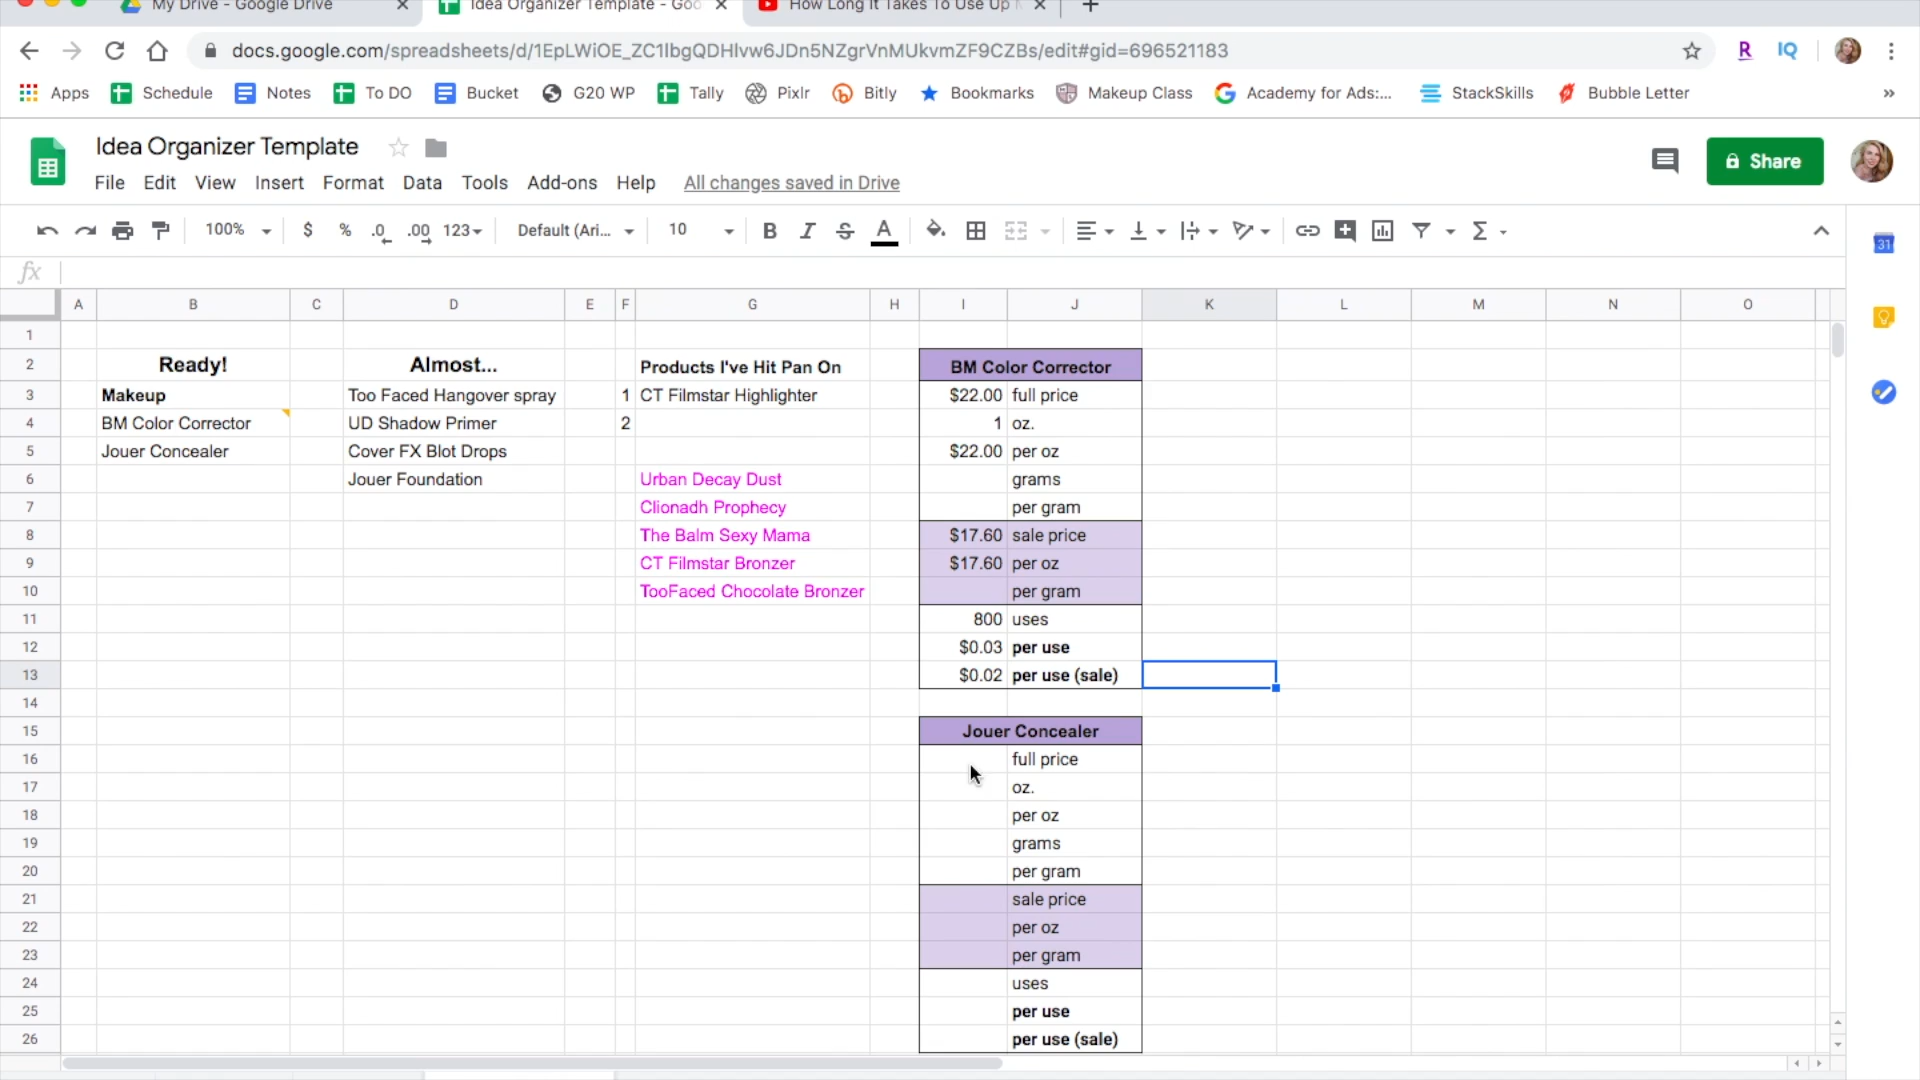 My Drive - Google Drive
Idea Organizer Template - Goo
How Long It Takes To Use Up
docs.google.com/spreadsheets/d/1EpLWiOE_ZC1IbgQDHlvw6JDn5NZgrVnMUkvmZF9CZBs/edit#gid=696521183
R
IQ
Apps
Schedule
Notes
To DO
Bucket
G20 WP
Tally
Pixlr
Bitly
Bookmarks
Makeup Class
Academy for Ads:...
StackSkills
Bubble Letter
»
Idea Organizer Template
Share
File Edit View Insert Format Data Tools Add-ons Help All changes saved in Drive
100% $ % .0 .00 123 Default (Ari... 10 B I S A Σ
31
fx
A B C D E F G H I J K L M N O
1
2 Ready! Almost... Products I've Hit Pan On BM Color Corrector
3 Makeup Too Faced Hangover spray 1 CT Filmstar Highlighter $22.00 full price
4 BM Color Corrector UD Shadow Primer 2 1 oz.
5 Jouer Concealer Cover FX Blot Drops $22.00 per oz
6 Jouer Foundation Urban Decay Dust grams
7 Clionadh Prophecy per gram
8 The Balm Sexy Mama $17.60 sale price
9 CT Filmstar Bronzer $17.60 per oz
10 TooFaced Chocolate Bronzer per gram
11 800 uses
12 $0.03 per use
13 $0.02 per use (sale)
14
15 Jouer Concealer
16 full price
17 oz.
18 per oz
19 grams
20 per gram
21 sale price
22 per oz
23 per gram
24 uses
25 per use
26 per use (sale)